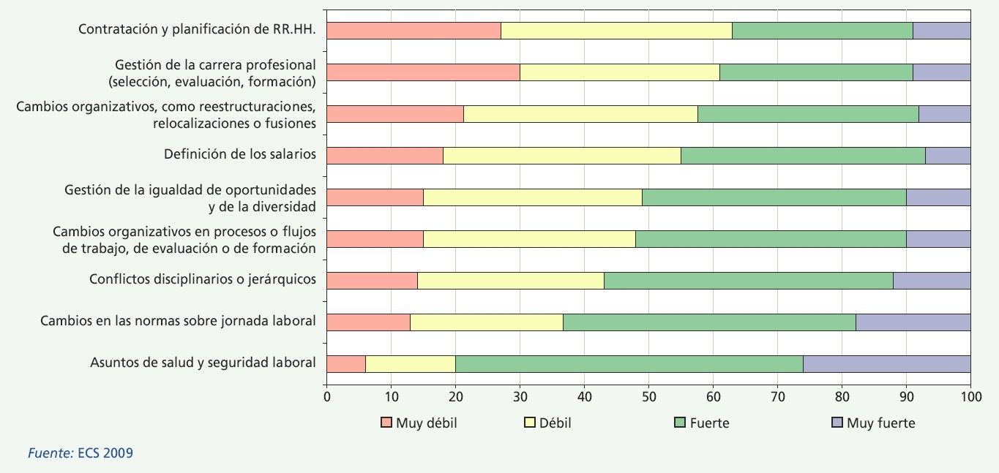 Contratación y planificación de RR.HH.
Gestión de la carrera profesional
(selección, evaluación, formación)
Cambios organizativos, como reestructuraciones,
relocalizaciones o fusiones
Definición de los salarios
Gestión de la igualdad de oportunidades
y de la diversidad
Cambios organizativos en procesos o flujos
de trabajo, de evaluación o de formación
Conflictos disciplinarios o jerárquicos
Cambios en las normas sobre jornada laboral
Asuntos de salud y seguridad laboral
0 10 20 30 40 50 60 70 80 90 100
Muy débil Débil Fuerte Muy fuerte
Fuente: ECS 2009